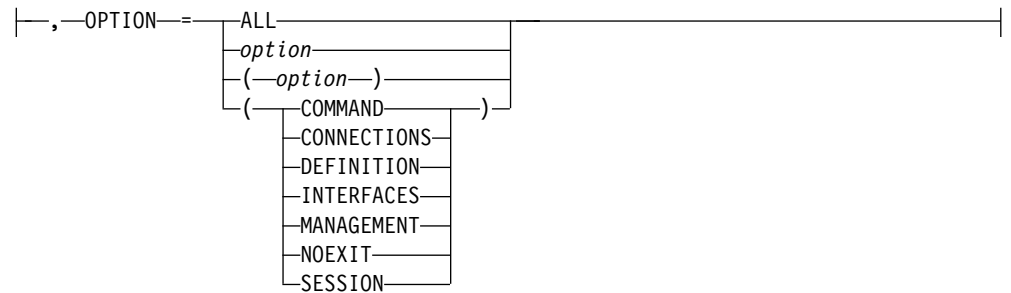 , OPTION = ALL
option
( option )
( COMMAND )
CONNECTIONS
DEFINITION
INTERFACES
MANAGEMENT
NOEXIT
SESSION